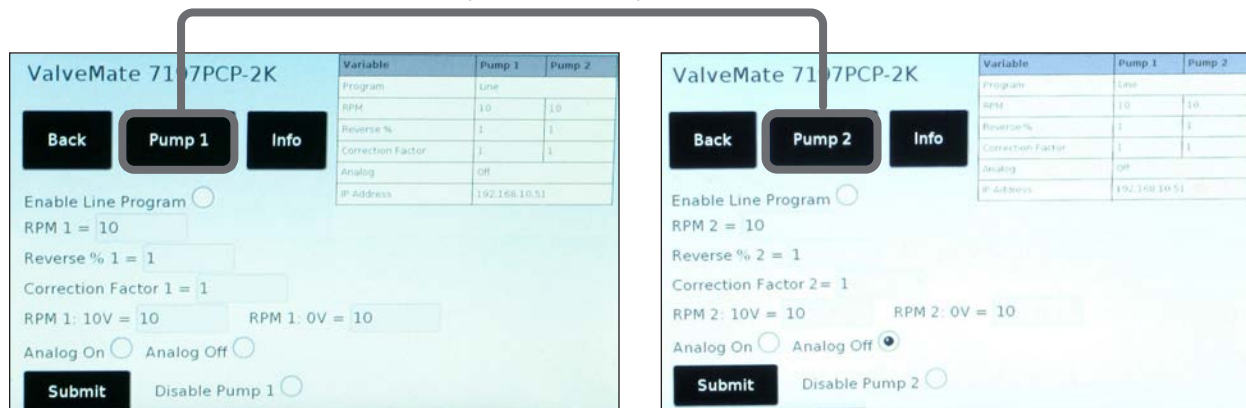 ValveMate 7197PCP-2K
Variable Pump 1 Pump 2
Program Line
RPM 10 10
Reverse % 1 1
Correction Factor 1 1
Analog Off
IP Address 192.168.10.51
Back Pump 1 Info
Enable Line Program
RPM 1 = 10
Reverse % 1 = 1
Correction Factor 1 = 1
RPM 1: 10V = 10 RPM 1: 0V = 10
Analog On Analog Off
Submit Disable Pump 1
ValveMate 7197PCP-2K
Variable Pump 1 Pump 2
Program Line
RPM 10 10
Reverse % 1 1
Correction Factor 1 1
Analog Off
IP Address 192.168.10.51
Back Pump 2 Info
Enable Line Program
RPM 2 = 10
Reverse % 2 = 1
Correction Factor 2= 1
RPM 2: 10V = 10 RPM 2: 0V = 10
Analog On Analog Off
Submit Disable Pump 2